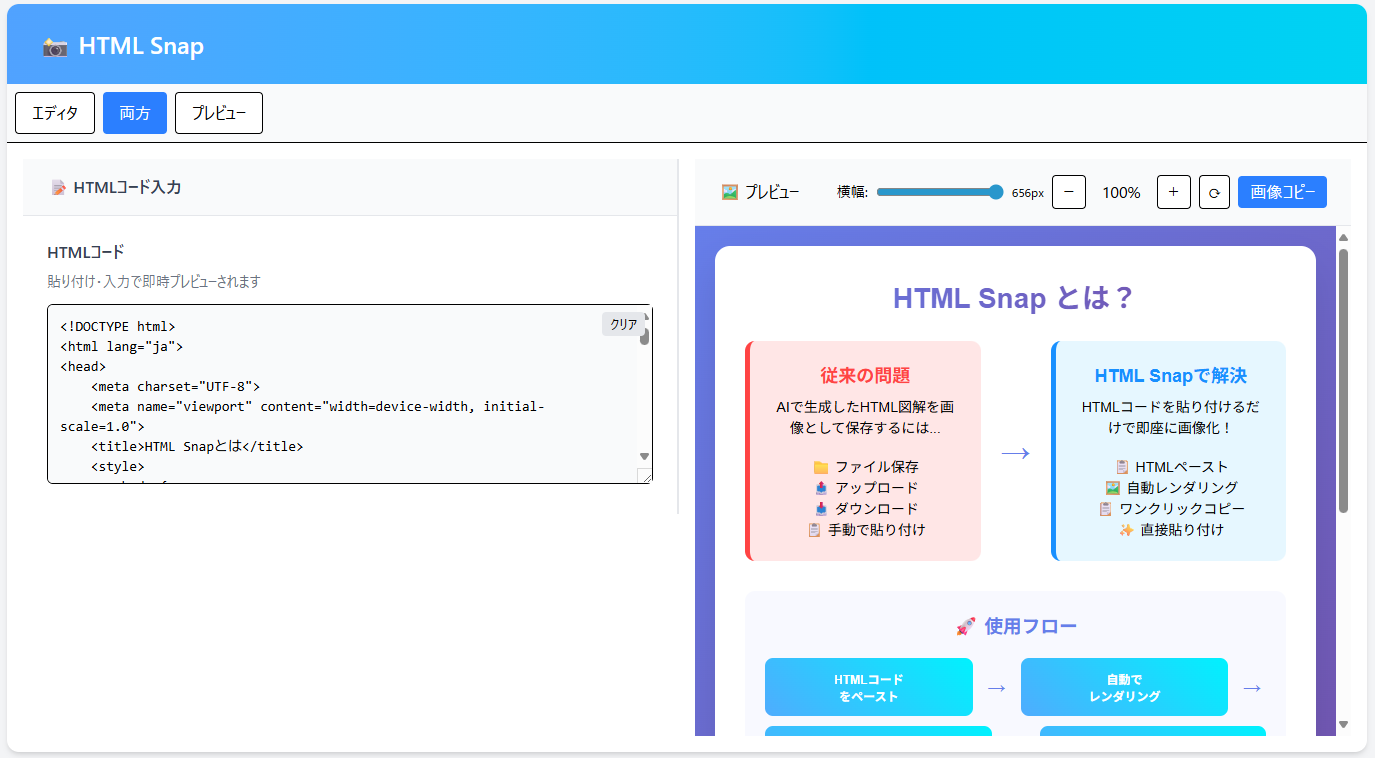 HTML Snap
エディタ
両方
プレビュー
HTMLコード入力
HTMLコード
貼り付け・入力で即時プレビューされます
クリア
<!DOCTYPE html>
<html lang="ja">
<head>
    <meta charset="UTF-8">
    <meta name="viewport" content="width=device-width, initial-
scale=1.0">
    <title>HTML Snapとは</title>
    <style>
プレビュー
横幅:
656px
−
100%
+
⟳
画像コピー
HTML Snap とは？
従来の問題
AIで生成したHTML図解を画
像として保存するには...
ファイル保存
アップロード
ダウンロード
手動で貼り付け
→
HTML Snapで解決
HTMLコードを貼り付けるだ
けで即座に画像化！
HTMLペースト
自動レンダリング
ワンクリックコピー
直接貼り付け
使用フロー
HTMLコード
をペースト
→
自動で
レンダリング
→